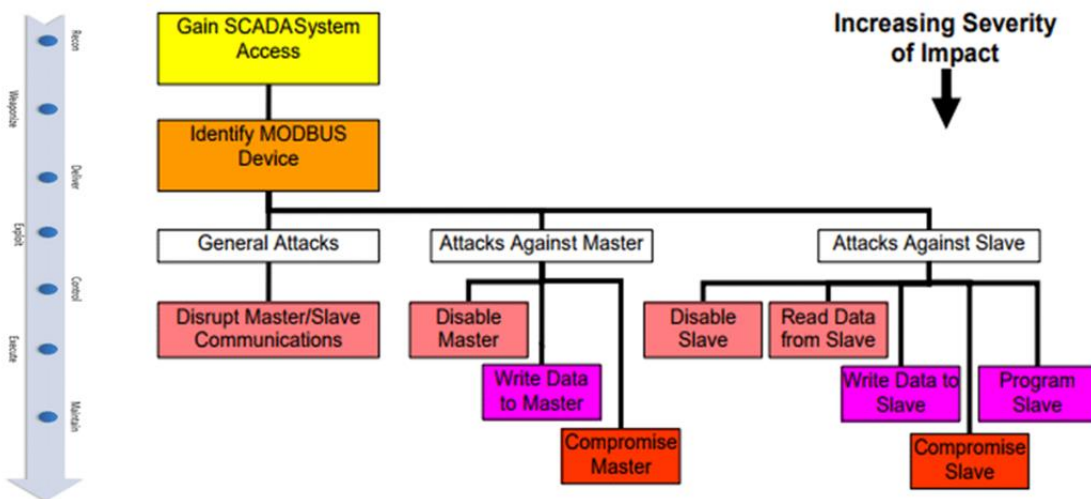 Recon
Weaponize
Deliver
Exploit
Control
Execute
Maintain
Gain SCADASystem
Access
Increasing Severity
of Impact
Identify MODBUS
Device
General Attacks
Attacks Against Master
Attacks Against Slave
Disrupt Master/Slave
Communications
Disable
Master
Disable
Slave
Read Data
from Slave
Write Data
to Master
Write Data to
Slave
Program
Slave
Compromise
Master
Compromise
Slave